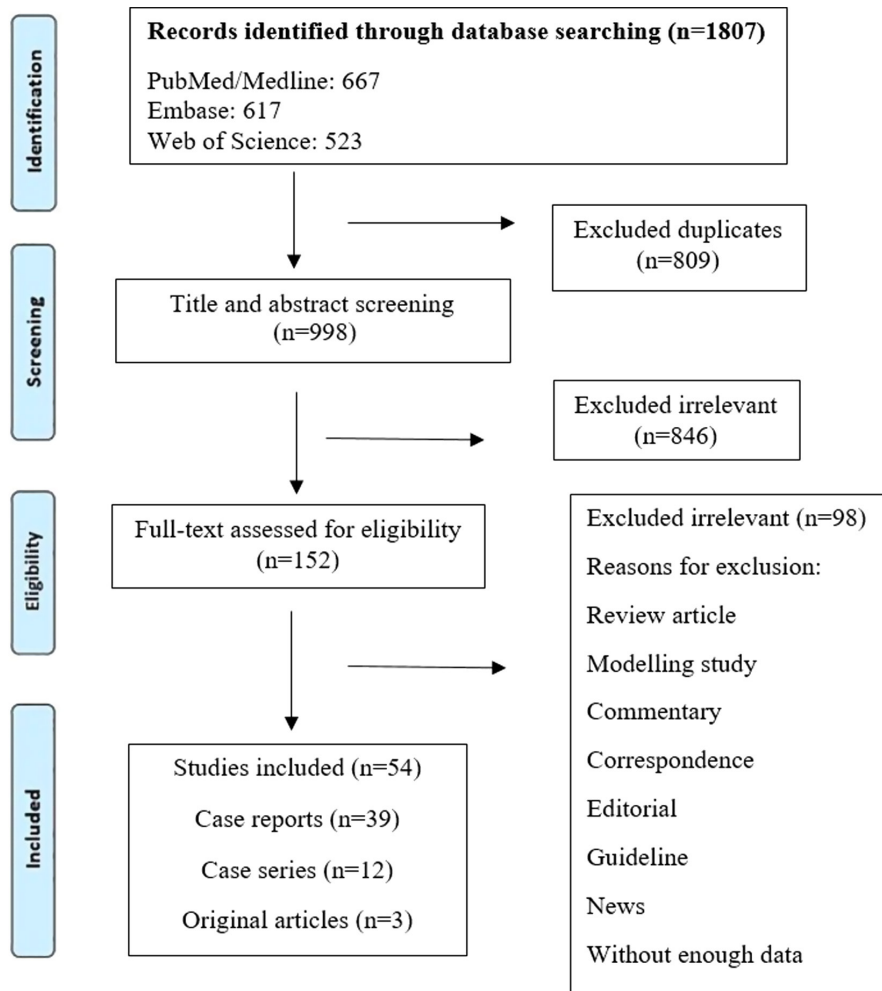 Identification
Records identified through database searching (n=1807)
PubMed/Medline: 667
Embase: 617
Web of Science: 523
Excluded duplicates
(n=809)
Screening
Title and abstract screening
(n=998)
Excluded irrelevant
(n=846)
Eligibility
Full-text assessed for eligibility
(n=152)
Excluded irrelevant (n=98)
Reasons for exclusion:
Review article
Modelling study
Commentary
Correspondence
Editorial
Guideline
News
Without enough data
Included
Studies included (n=54)
Case reports (n=39)
Case series (n=12)
Original articles (n=3)